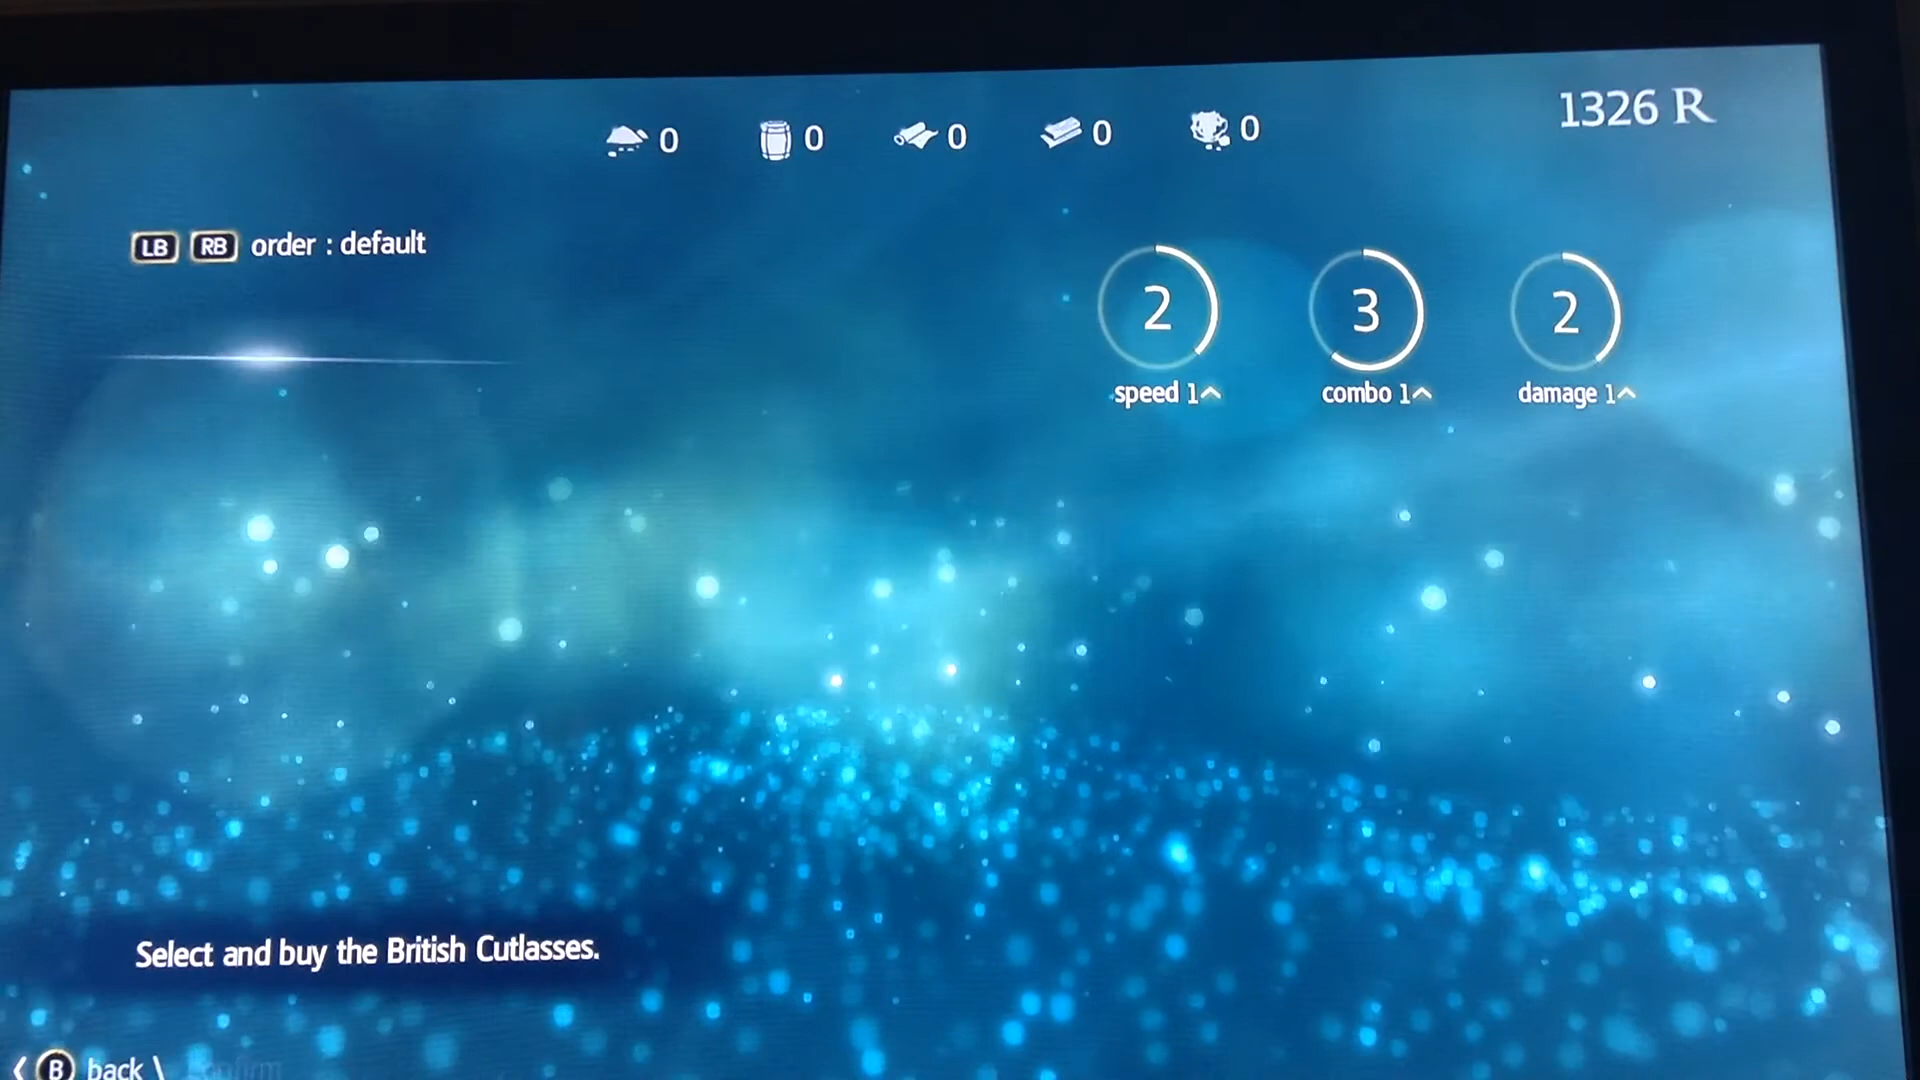 1326 R
0 0 0 0 0
LB RB order : default
2 3 2
speed 1^ combo 1^ damage 1^
Select and buy the British Cutlasses.
B back \ confirm